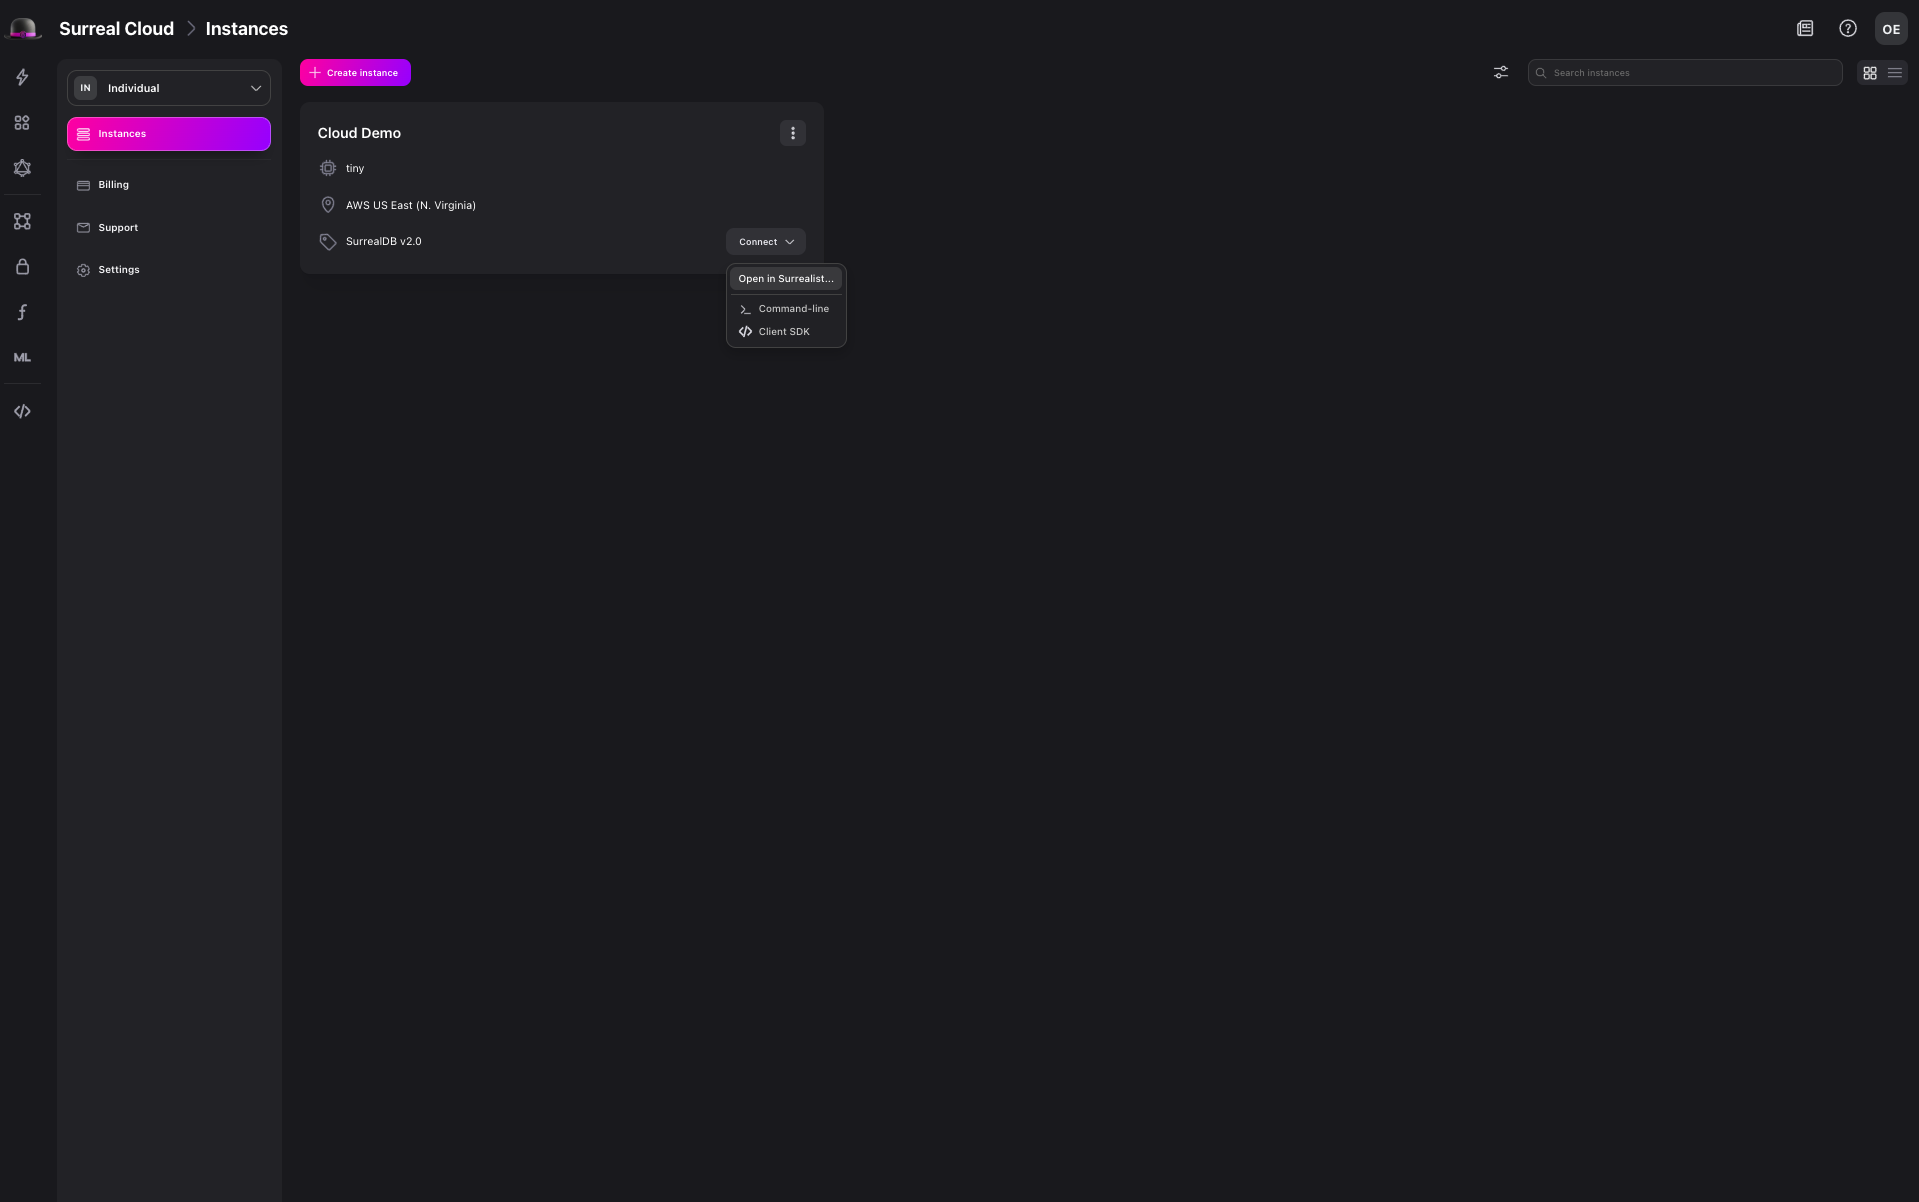 Surreal Cloud > Instances
OE
IN Individual
Instances
Billing
Support
Settings
ML
Create instance
Search instances
Cloud Demo
tiny
AWS US East (N. Virginia)
SurrealDB v2.0
Connect
Open in Surrealist...
Command-line
Client SDK